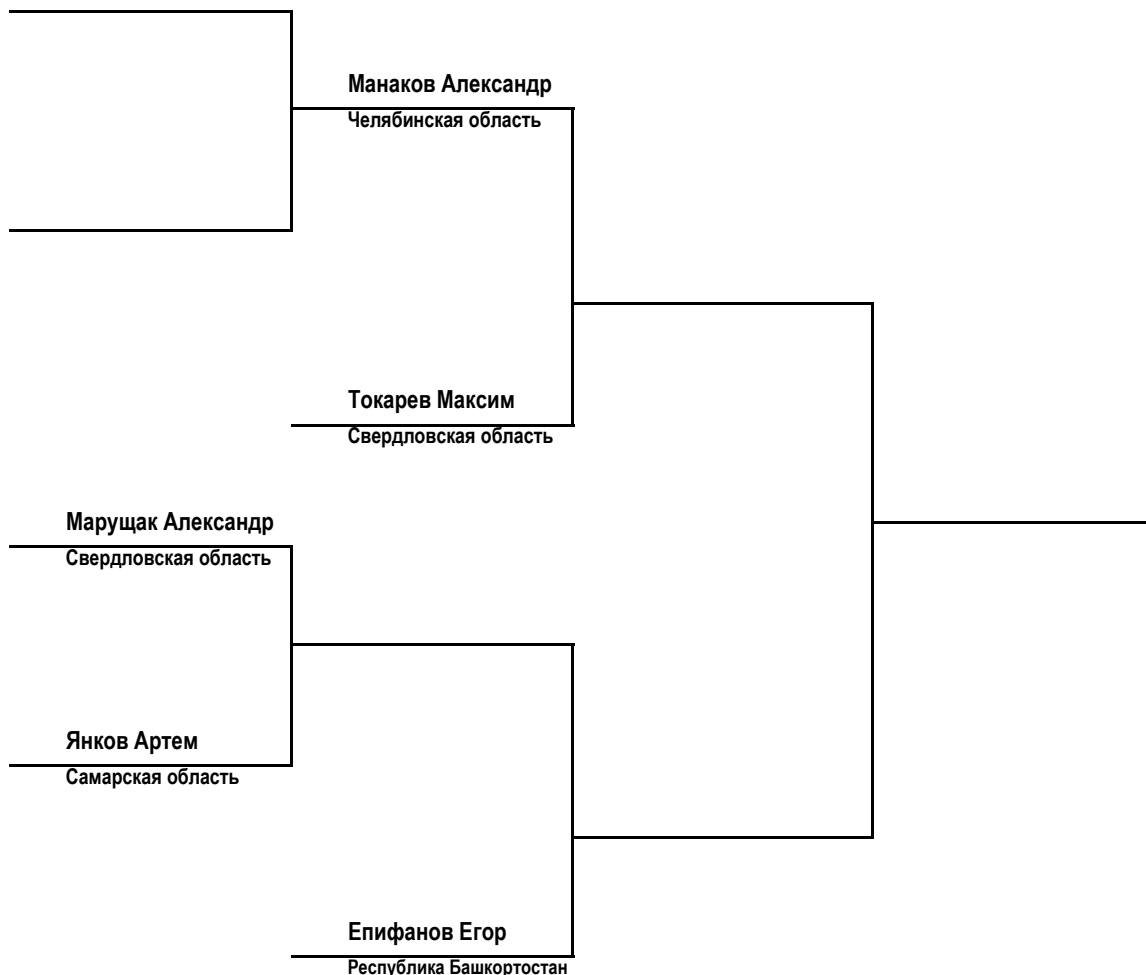 Манаков Александр
Челябинская область
Токарев Максим
Свердловская область
Марущак Александр
Свердловская область
Янков Артем
Самарская область
Епифанов Егор
Республика Башкортостан